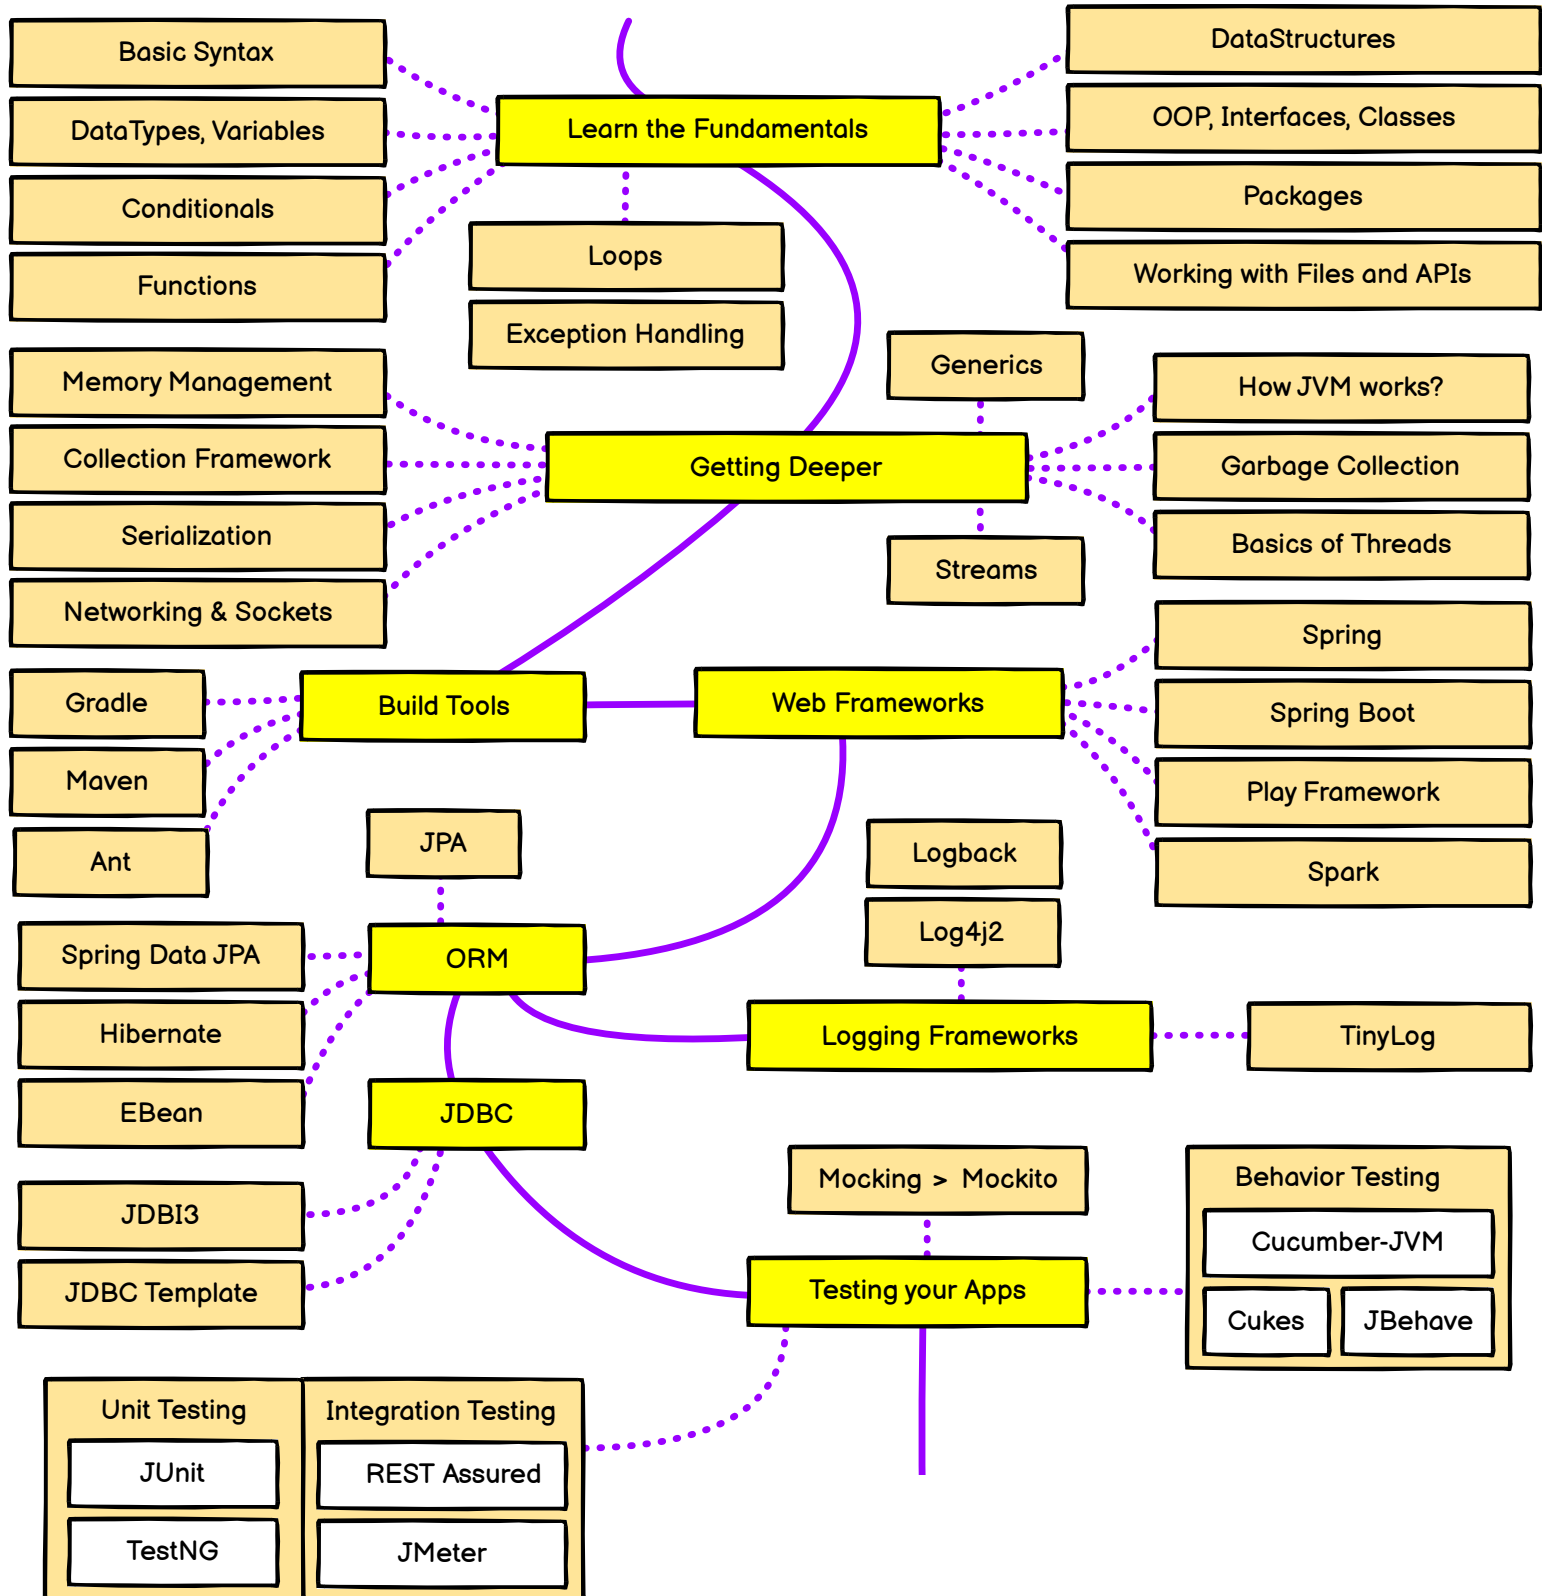 Learn the Fundamentals
Basic Syntax
DataTypes, Variables
Conditionals
Functions
Loops
Exception Handling
DataStructures
OOP, Interfaces, Classes
Packages
Working with Files and APIs
Getting Deeper
Memory Management
Collection Framework
Serialization
Networking & Sockets
Generics
Streams
How JVM works?
Garbage Collection
Basics of Threads
Build Tools
Gradle
Maven
Ant
Web Frameworks
Spring
Spring Boot
Play Framework
Spark
ORM
JPA
Spring Data JPA
Hibernate
EBean
Logback
Log4j2
Logging Frameworks
TinyLog
JDBC
JDBI3
JDBC Template
Mocking > Mockito
Testing your Apps
Behavior Testing
Cucumber-JVM
Cukes
JBehave
Unit Testing
JUnit
TestNG
Integration Testing
REST Assured
JMeter